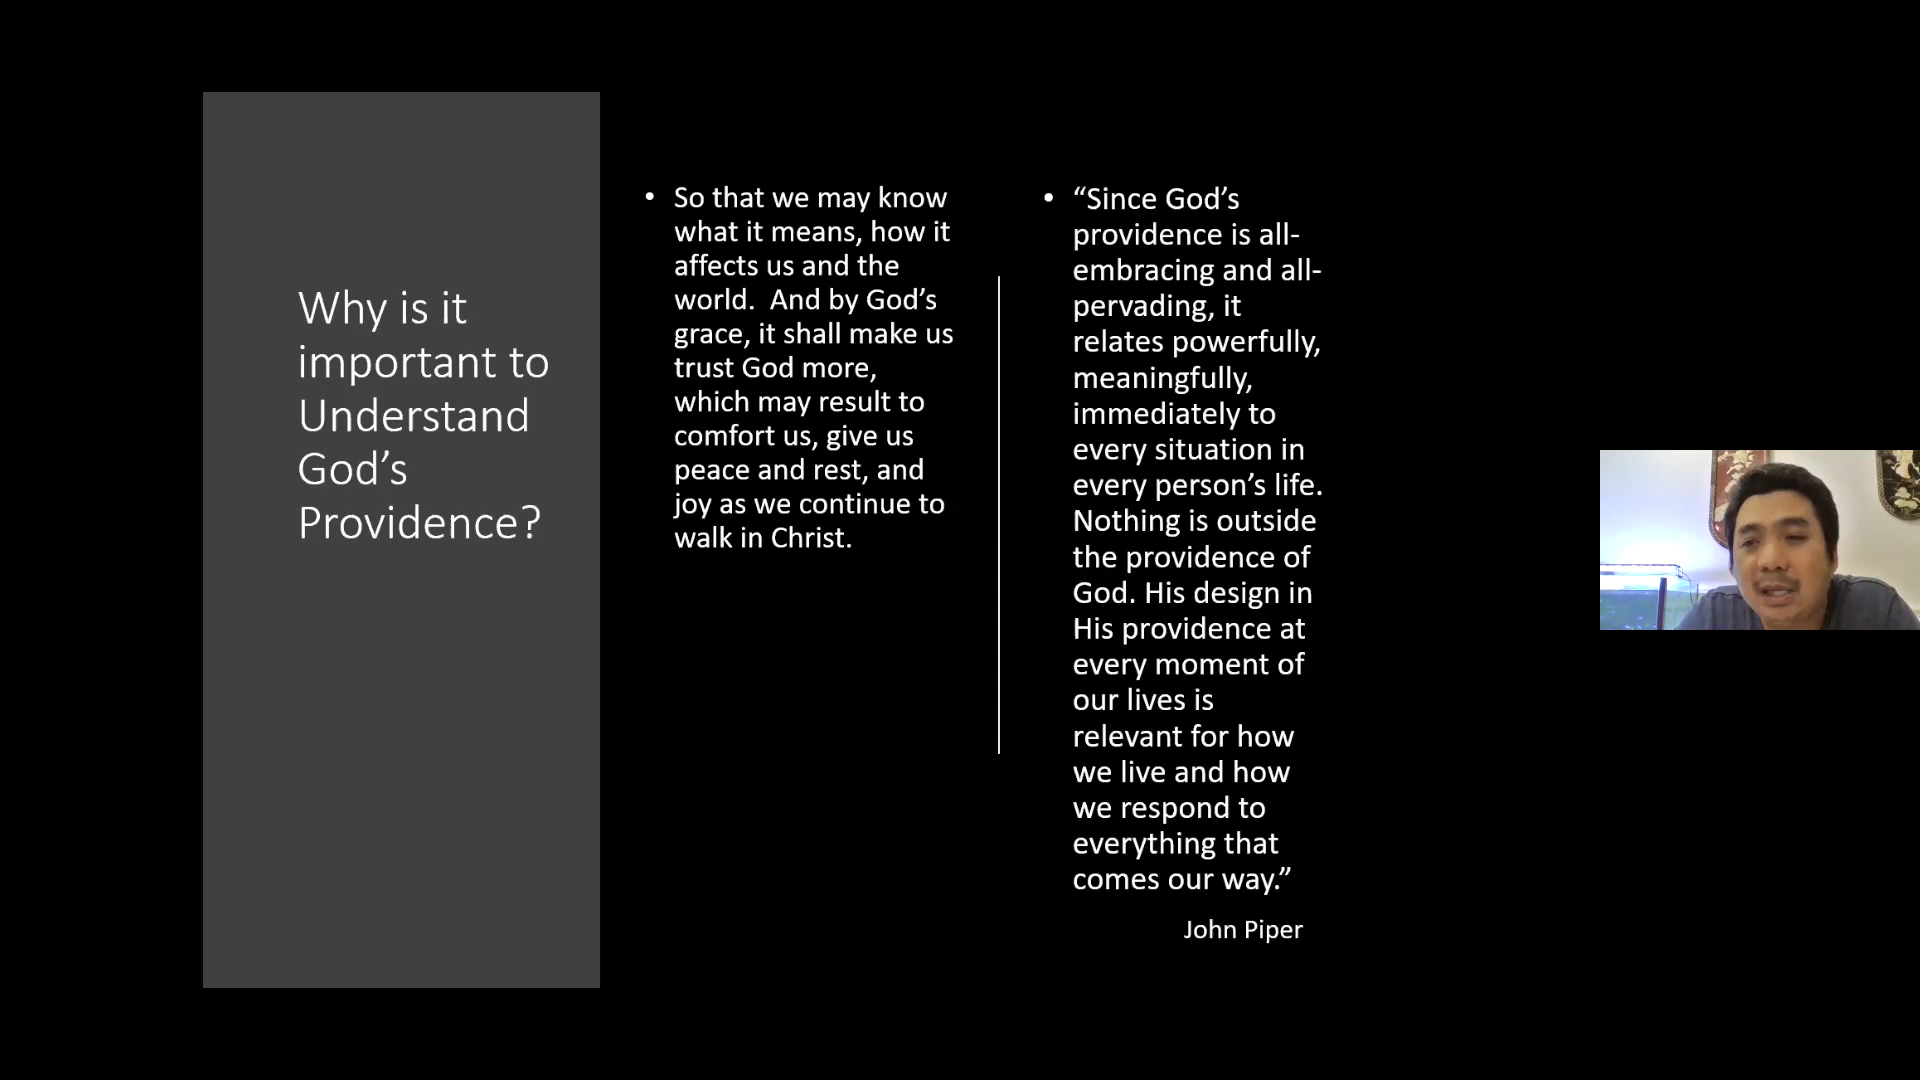 Why is it
important to
Understand
God’s
Providence?
• So that we may know
what it means, how it
affects us and the
world.  And by God’s
grace, it shall make us
trust God more,
which may result to
comfort us, give us
peace and rest, and
joy as we continue to
walk in Christ.
• “Since God’s
providence is all-
embracing and all-
pervading, it
relates powerfully,
meaningfully,
immediately to
every situation in
every person’s life.
Nothing is outside
the providence of
God. His design in
His providence at
every moment of
our lives is
relevant for how
we live and how
we respond to
everything that
comes our way.”
John Piper